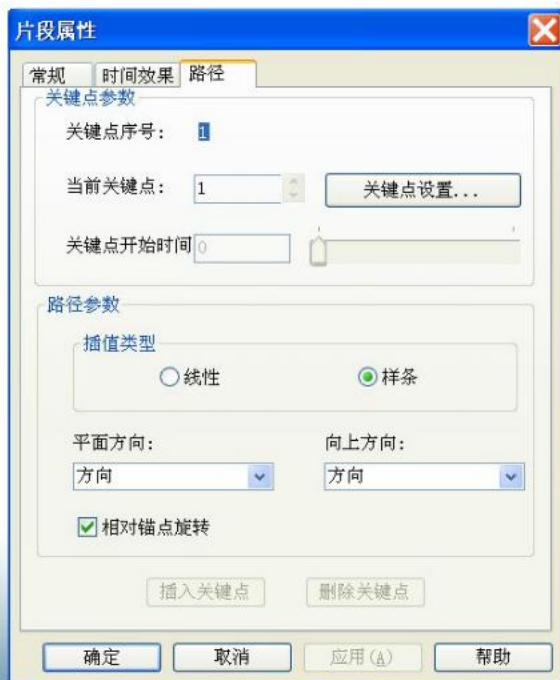 片段属性
常规 时间效果 路径
关键点参数
关键点序号: 1
当前关键点: 1 关键点设置...
关键点开始时间 0
路径参数
插值类型
线性 样条
平面方向: 向上方向:
方向 方向
相对锚点旋转
插入关键点 删除关键点
确定 取消 应用(A) 帮助